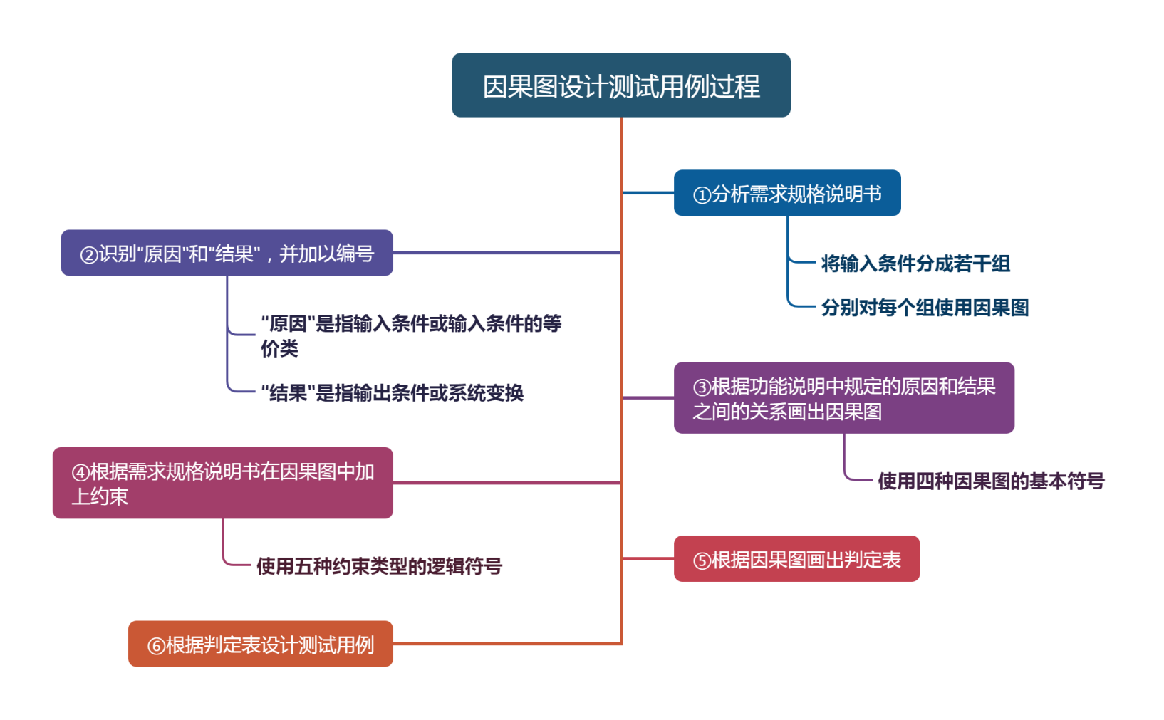 因果图设计测试用例过程
①分析需求规格说明书
将输入条件分成若干组
分别对每个组使用因果图
②识别“原因”和“结果”，并加以编号
“原因”是指输入条件或输入条件的等
价类
“结果”是指输出条件或系统变换
③根据功能说明中规定的原因和结果
之间的关系画出因果图
使用四种因果图的基本符号
④根据需求规格说明书在因果图中加
上约束
使用五种约束类型的逻辑符号
⑤根据因果图画出判定表
⑥根据判定表设计测试用例